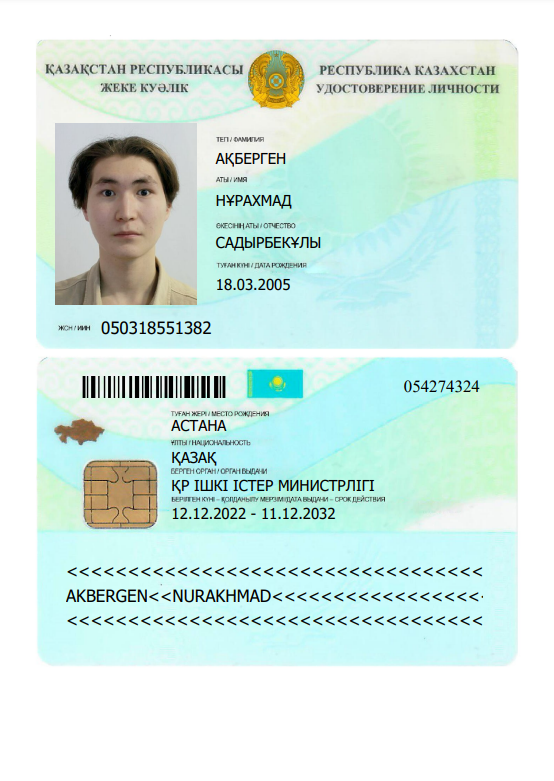 ҚАЗАҚСТАН РЕСПУБЛИКАСЫ
ЖЕКЕ КУӘЛІК
РЕСПУБЛИКА КАЗАХСТАН
УДОСТОВЕРЕНИЕ ЛИЧНОСТИ
ТЕГІ / ФАМИЛИЯ
АҚБЕРГЕН
АТЫ / ИМЯ
НҰРАХМАД
ӘКЕСІНІҢ АТЫ / ОТЧЕСТВО
САДЫРБЕКҰЛЫ
ТУҒАН КҮНІ / ДАТА РОЖДЕНИЯ
18.03.2005
ЖСН / ИИН 050318551382
054274324
ТУҒАН ЖЕРІ / МЕСТО РОЖДЕНИЯ
АСТАНА
ҰЛТЫ / НАЦИОНАЛЬНОСТЬ
ҚАЗАҚ
БЕРГЕН ОРГАН / ОРГАН ВЫДАЧИ
ҚР ІШКІ ІСТЕР МИНИСТРЛІГІ
БЕРІЛГЕН КҮНІ – ҚОЛДАНЫЛУ МЕРЗІМІ/ДАТА ВЫДАЧИ – СРОК ДЕЙСТВИЯ
12.12.2022 - 11.12.2032
<<<<<<<<<<<<<<<<<<<<<<<<<<<<<<<<<<
AKBERGEN<<NURAKHMAD<<<<<<<<<<<<<<<<<
<<<<<<<<<<<<<<<<<<<<<<<<<<<<<<<<<<